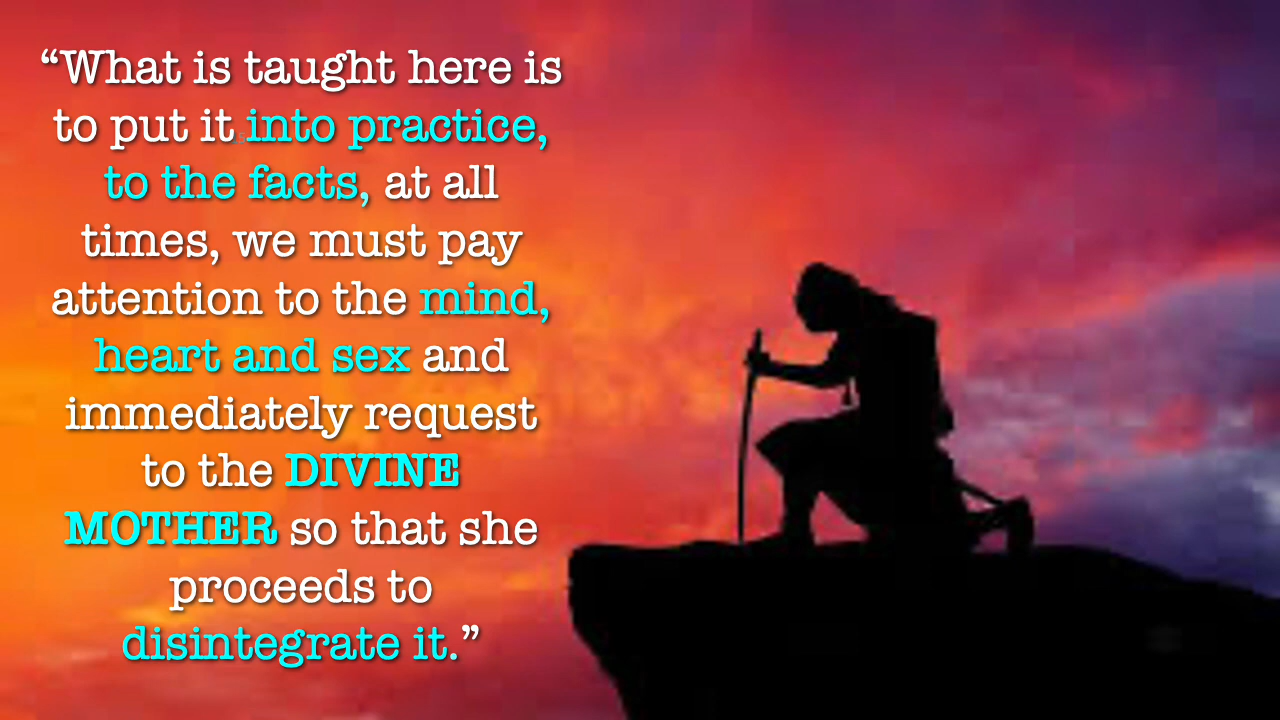 “What is taught here is
to put it into practice,
to the facts, at all
times, we must pay
attention to the mind,
heart and sex and
immediately request
to the DIVINE
MOTHER so that she
proceeds to
disintegrate it.”